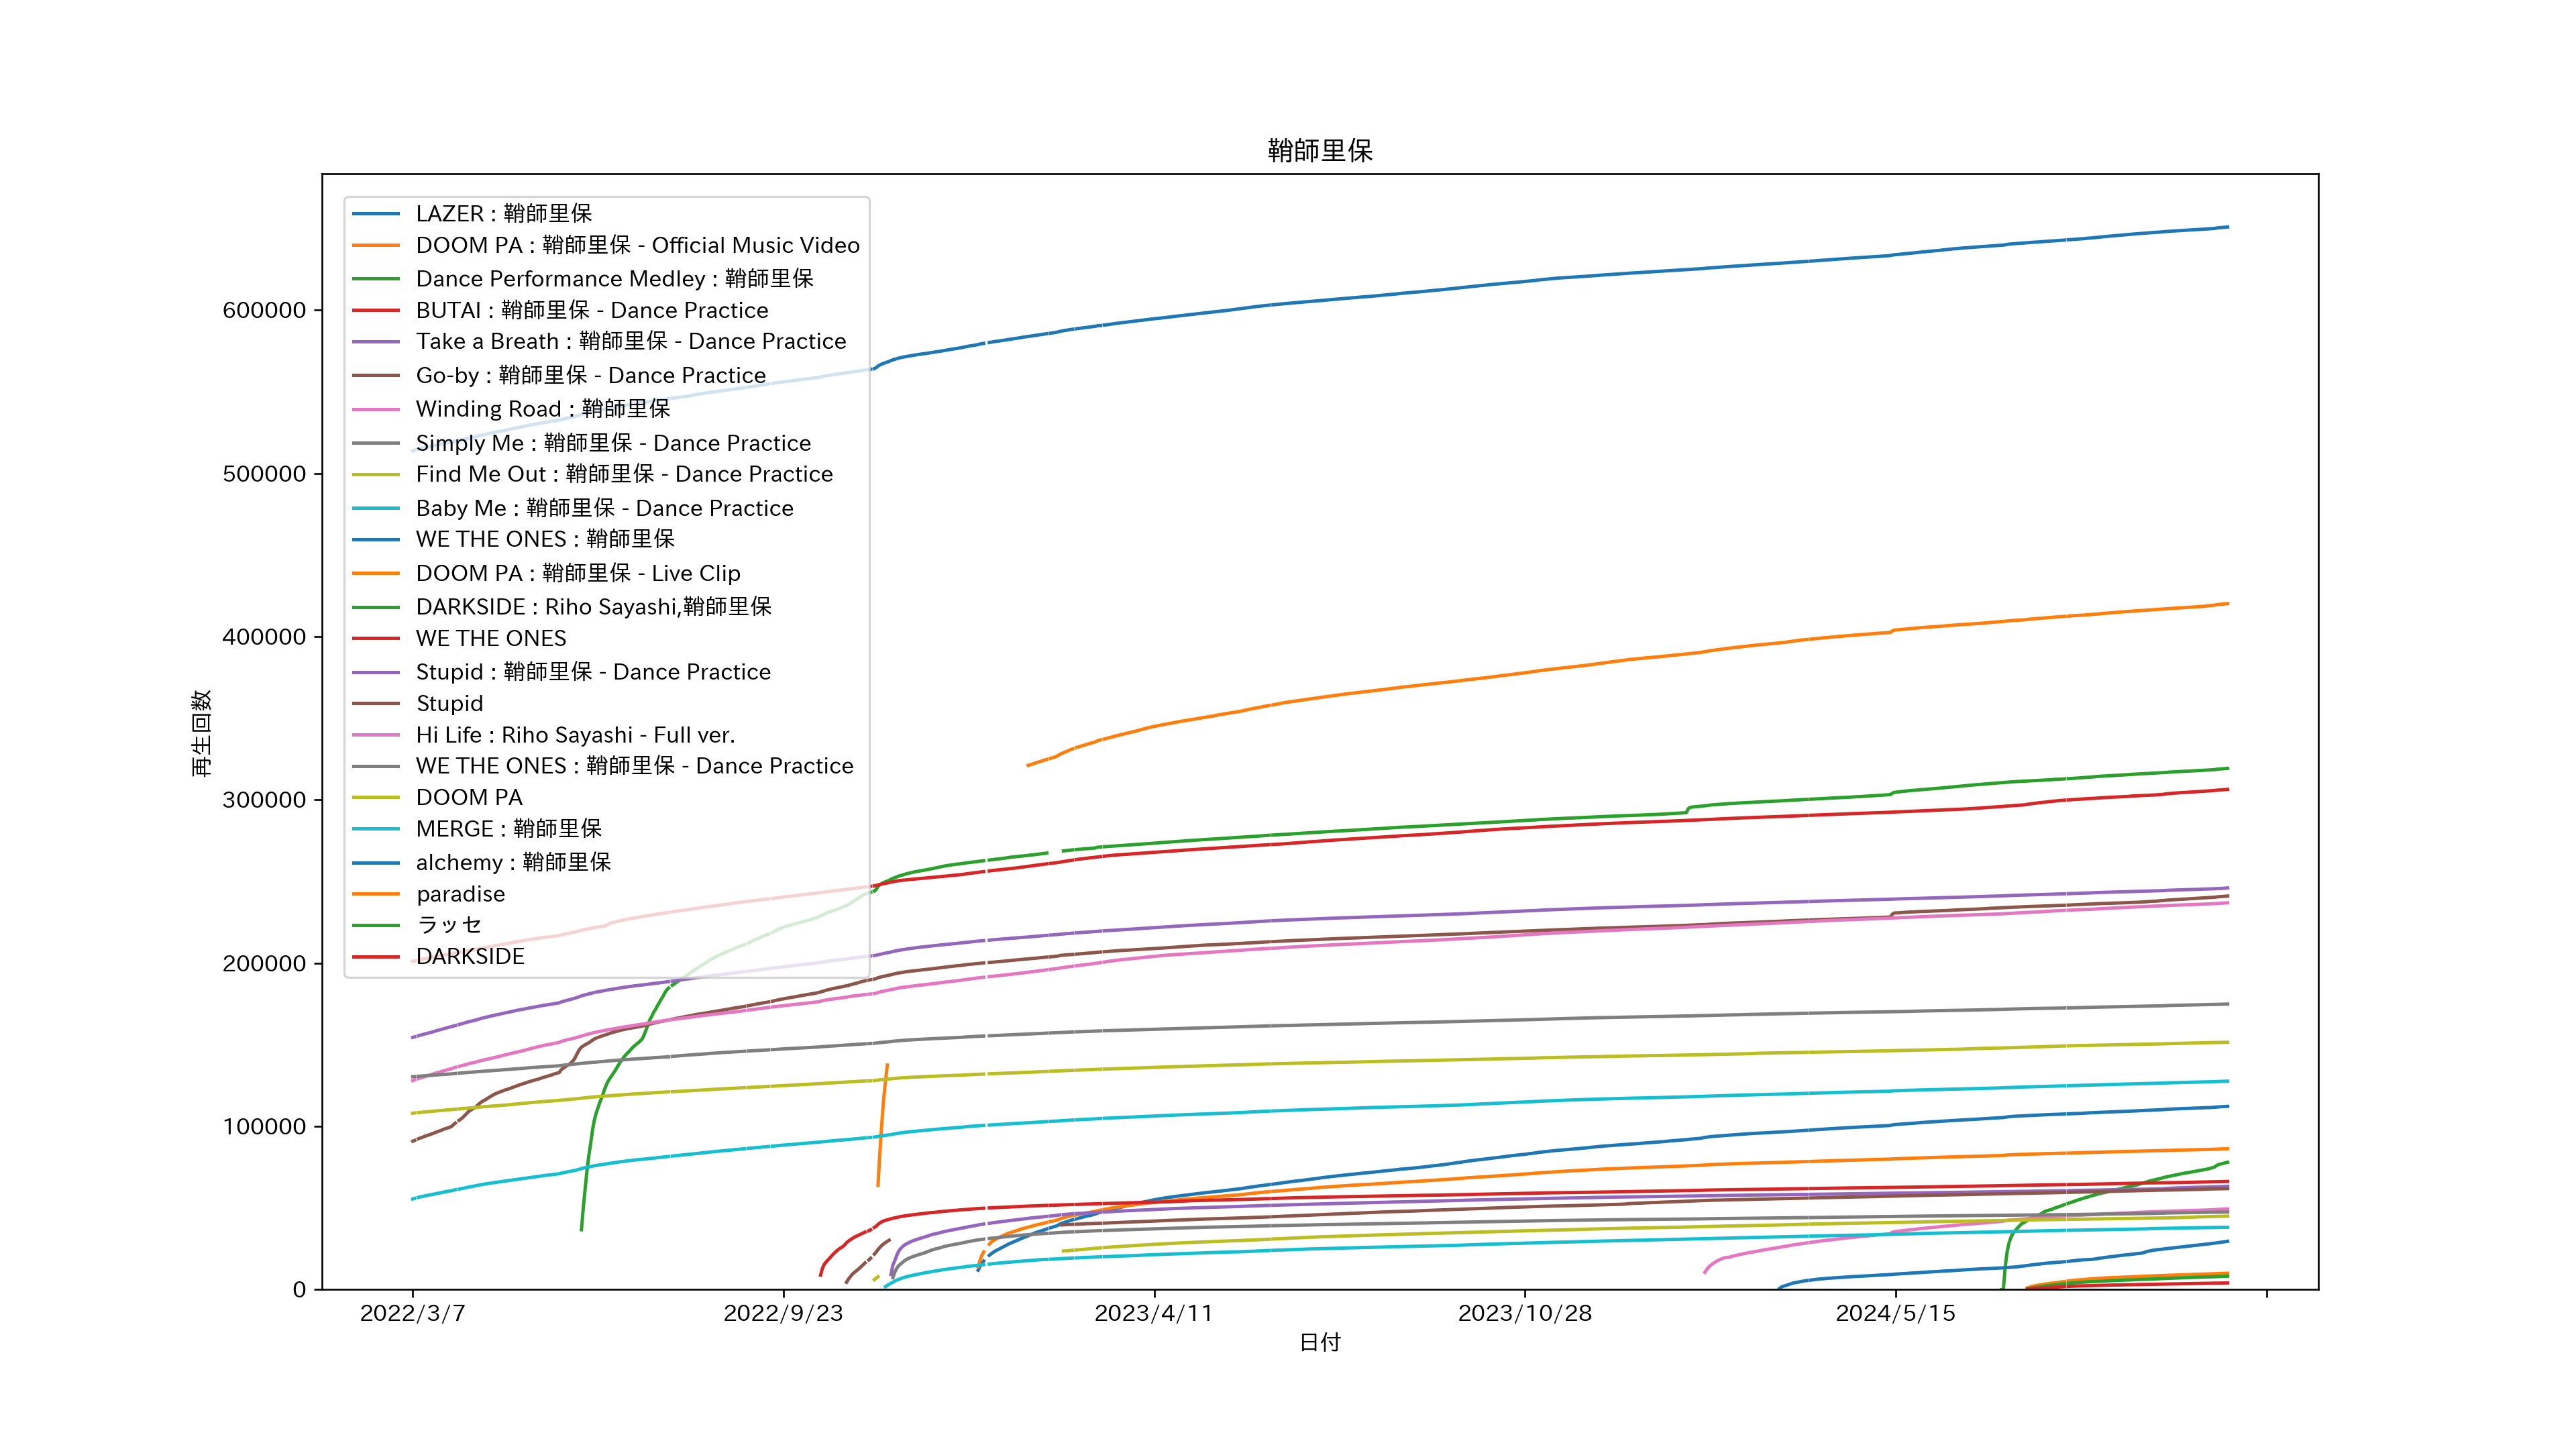 鞘師里保
LAZER : 鞘師里保
DOOM PA : 鞘師里保 - Official Music Video
Dance Performance Medley : 鞘師里保
BUTAI : 鞘師里保 - Dance Practice
Take a Breath : 鞘師里保 - Dance Practice
Go-by : 鞘師里保 - Dance Practice
Winding Road : 鞘師里保
Simply Me : 鞘師里保 - Dance Practice
Find Me Out : 鞘師里保 - Dance Practice
Baby Me : 鞘師里保 - Dance Practice
WE THE ONES : 鞘師里保
DOOM PA : 鞘師里保 - Live Clip
DARKSIDE : Riho Sayashi,鞘師里保
WE THE ONES
Stupid : 鞘師里保 - Dance Practice
Stupid
Hi Life : Riho Sayashi - Full ver.
WE THE ONES : 鞘師里保 - Dance Practice
DOOM PA
MERGE : 鞘師里保
alchemy : 鞘師里保
paradise
ラッセ
DARKSIDE
600000
500000
400000
300000
200000
100000
0
再生回数
2022/3/7
2022/9/23
2023/4/11
2023/10/28
2024/5/15
日付